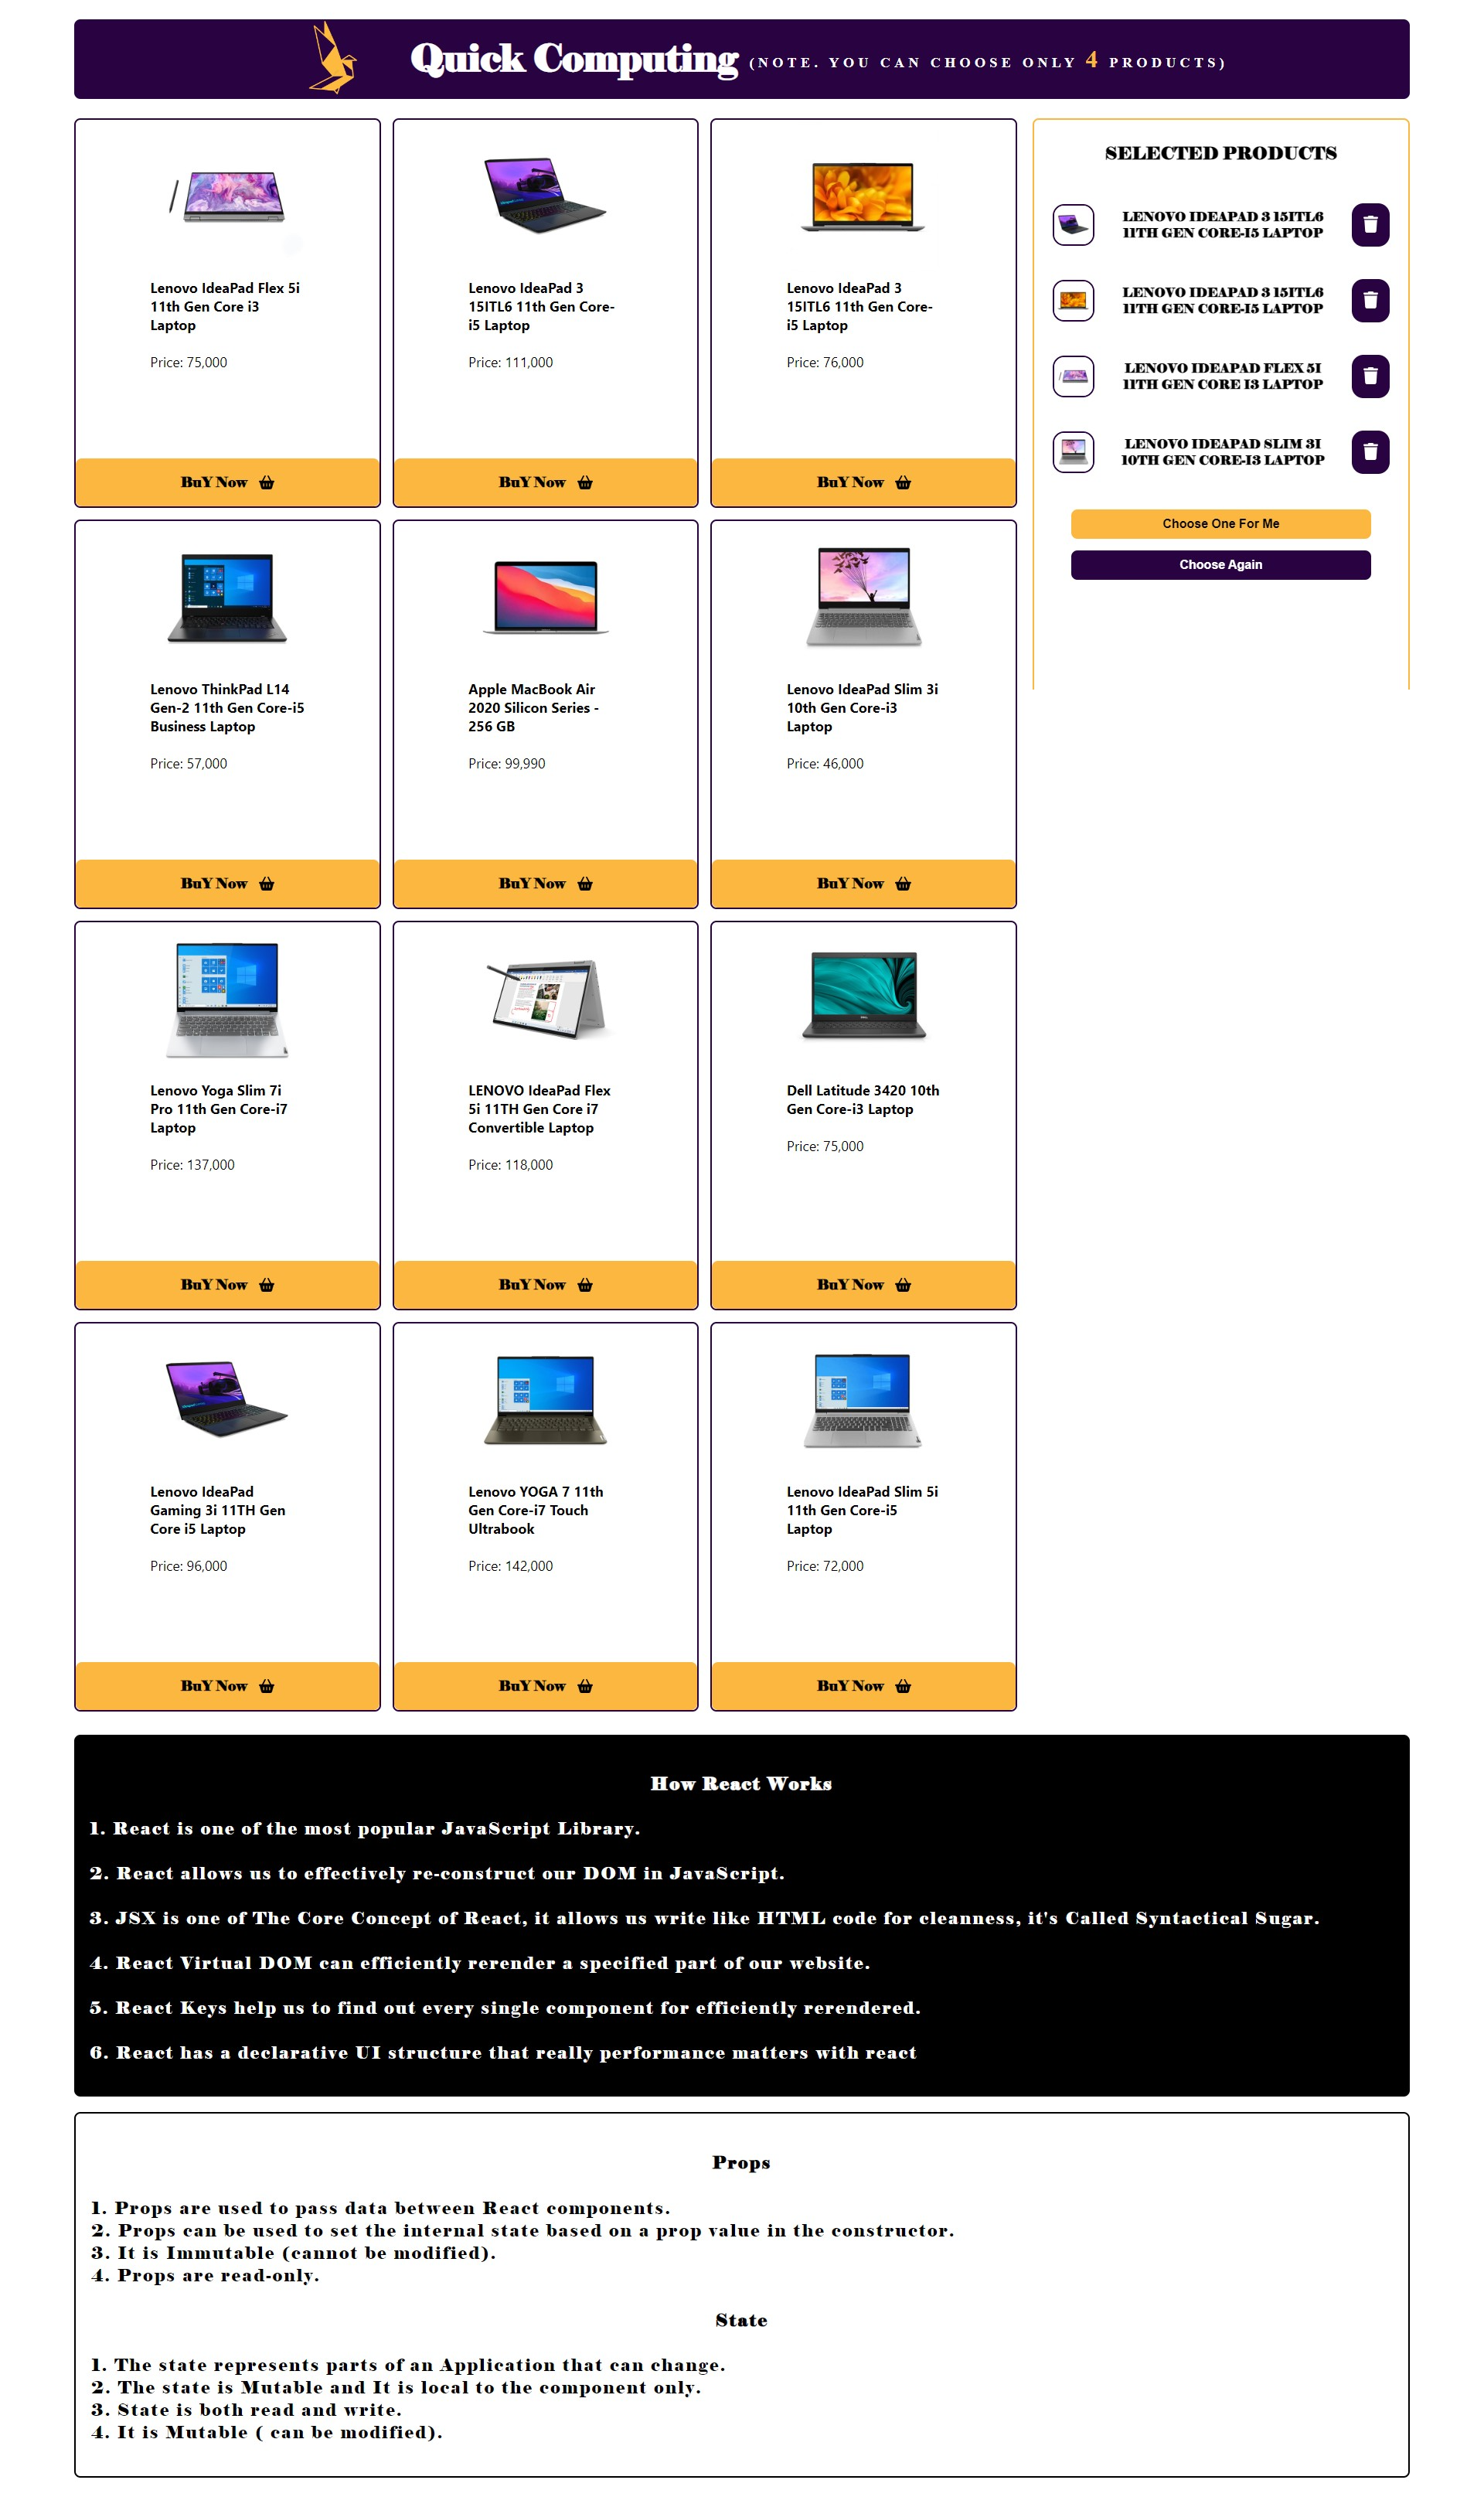 Quick Computing (NOTE. YOU CAN CHOOSE ONLY 4 PRODUCTS)
Lenovo IdeaPad Flex 5i
11th Gen Core i3
Laptop
Price: 75,000
BuY Now
Lenovo IdeaPad 3
15ITL6 11th Gen Core-
i5 Laptop
Price: 111,000
BuY Now
Lenovo IdeaPad 3
15ITL6 11th Gen Core-
i5 Laptop
Price: 76,000
BuY Now
SELECTED PRODUCTS
LENOVO IDEAPAD 3 15ITL6
11TH GEN CORE-I5 LAPTOP
LENOVO IDEAPAD 3 15ITL6
11TH GEN CORE-I5 LAPTOP
LENOVO IDEAPAD FLEX 5I
11TH GEN CORE I3 LAPTOP
LENOVO IDEAPAD SLIM 3I
10TH GEN CORE-I3 LAPTOP
Choose One For Me
Choose Again
Lenovo ThinkPad L14
Gen-2 11th Gen Core-i5
Business Laptop
Price: 57,000
BuY Now
Apple MacBook Air
2020 Silicon Series -
256 GB
Price: 99,990
BuY Now
Lenovo IdeaPad Slim 3i
10th Gen Core-i3
Laptop
Price: 46,000
BuY Now
Lenovo Yoga Slim 7i
Pro 11th Gen Core-i7
Laptop
Price: 137,000
BuY Now
LENOVO IdeaPad Flex
5i 11TH Gen Core i7
Convertible Laptop
Price: 118,000
BuY Now
Dell Latitude 3420 10th
Gen Core-i3 Laptop
Price: 75,000
BuY Now
Lenovo IdeaPad
Gaming 3i 11TH Gen
Core i5 Laptop
Price: 96,000
BuY Now
Lenovo YOGA 7 11th
Gen Core-i7 Touch
Ultrabook
Price: 142,000
BuY Now
Lenovo IdeaPad Slim 5i
11th Gen Core-i5
Laptop
Price: 72,000
BuY Now
How React Works
1. React is one of the most popular JavaScript Library.
2. React allows us to effectively re-construct our DOM in JavaScript.
3. JSX is one of The Core Concept of React, it allows us write like HTML code for cleanness, it's Called Syntactical Sugar.
4. React Virtual DOM can efficiently rerender a specified part of our website.
5. React Keys help us to find out every single component for efficiently rerendered.
6. React has a declarative UI structure that really performance matters with react
Props
1. Props are used to pass data between React components.
2. Props can be used to set the internal state based on a prop value in the constructor.
3. It is Immutable (cannot be modified).
4. Props are read-only.
State
1. The state represents parts of an Application that can change.
2. The state is Mutable and It is local to the component only.
3. State is both read and write.
4. It is Mutable ( can be modified).